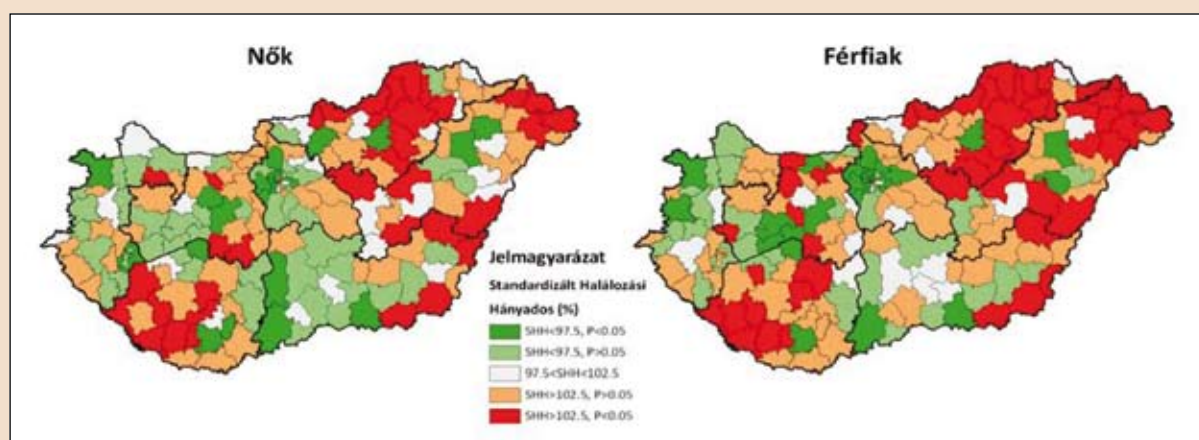 Nők
Férfiak
Jelmagyarázat
Standardizált Halálozási
Hányados (%)
SHH<97.5, P<0.05
SHH<97.5, P>0.05
97.5<SHH<102.5
SHH>102.5, P>0.05
SHH>102.5, P<0.05